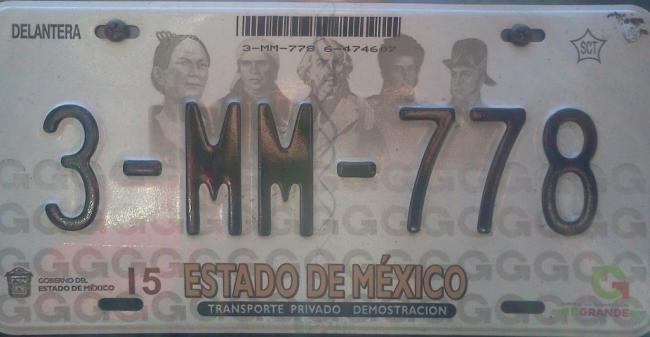 DELANTERA
3-MM-778 6-474607
SCT
3-MM-778
GOBIERNO DEL
ESTADO DE MÉXICO
15
ESTADO DE MÉXICO
TRANSPORTE PRIVADO DEMOSTRACIÓN
G
GRANDE